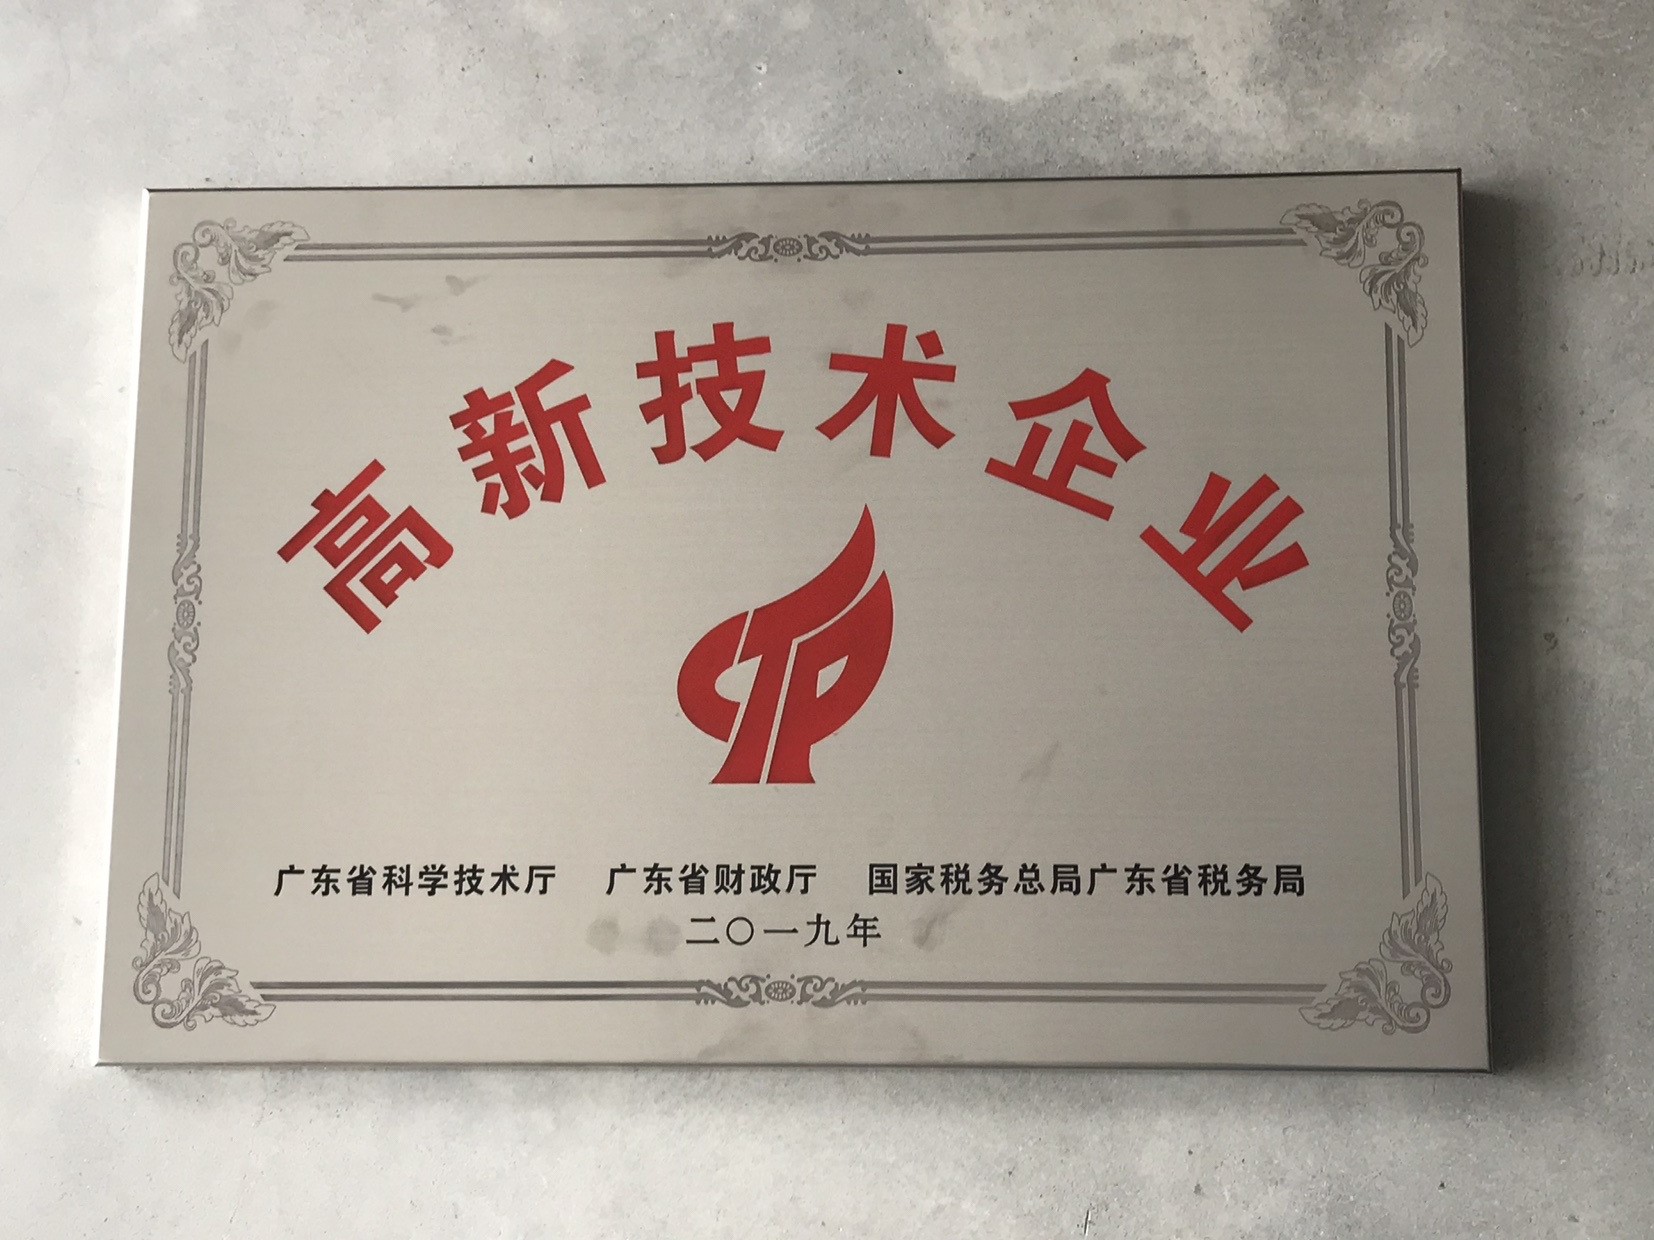 高新技术企业
广东省科学技术厅 广东省财政厅 国家税务总局广东省税务局
二〇一九年